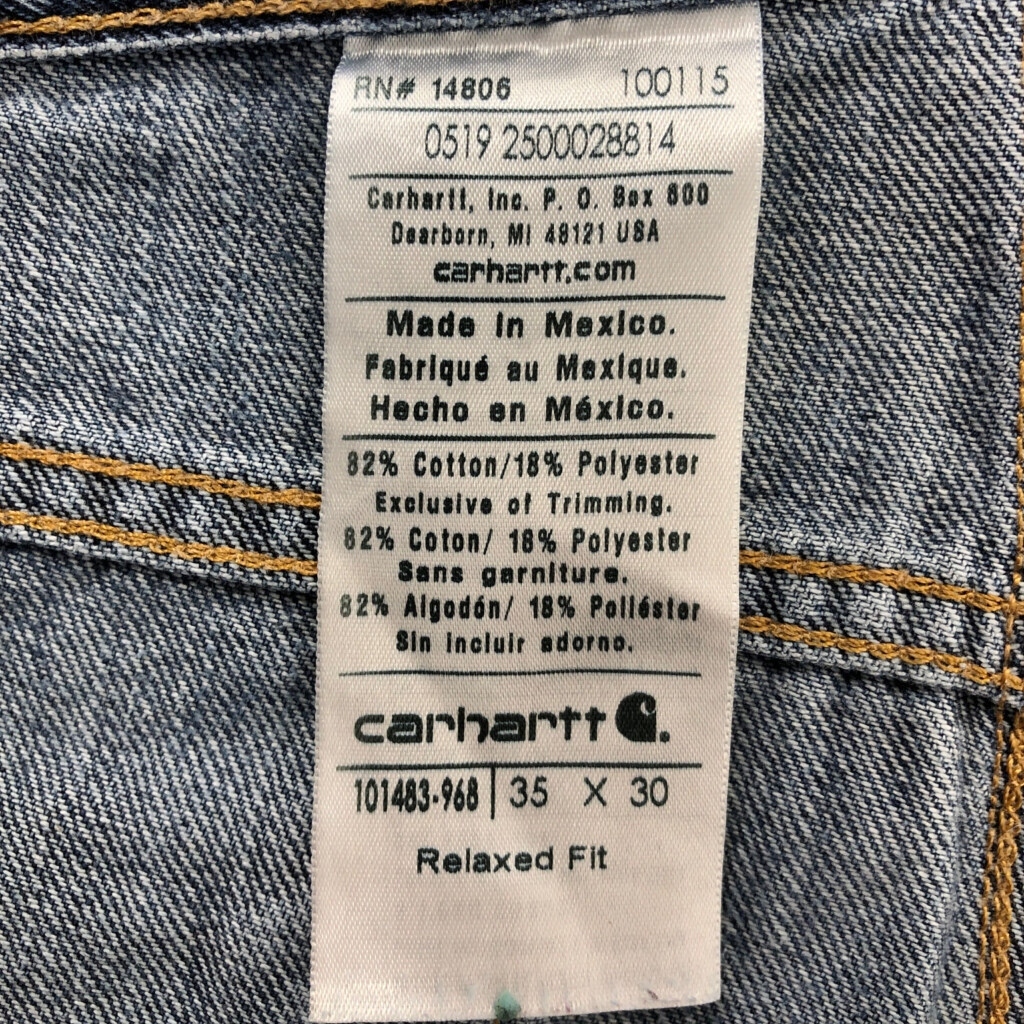 RN# 14806 100115
0519 2500028814
Carhartt, Inc. P. O. Box 600
Dearborn, MI 48121 USA
carhartt.com
Made in Mexico.
Fabriqué au Mexique.
Hecho en México.
82% Cotton/18% Polyester
Exclusive of Trimming.
82% Coton/ 18% Polyester
Sans garniture.
82% Algodón/ 18% Poliéster
Sin incluir adorno.
carhartt
101483-968 | 35 X 30
Relaxed Fit